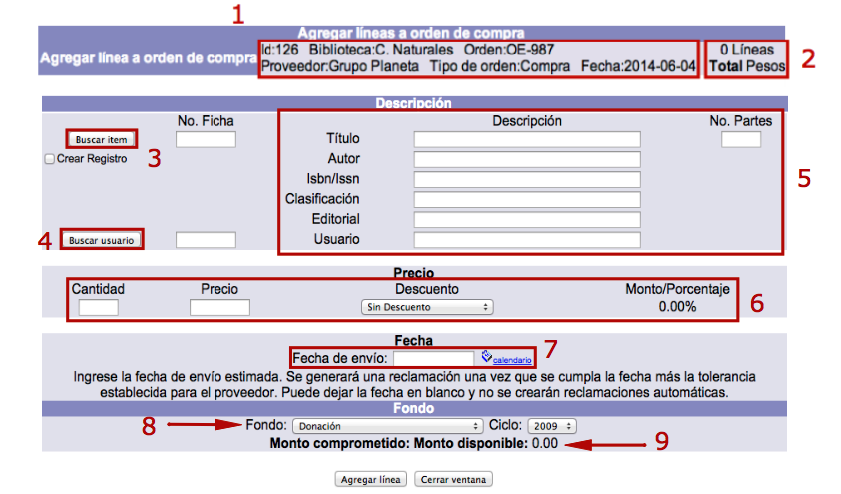 1
Agregar líneas a orden de compra
Agregar línea a orden de compra Id:126 Biblioteca:C. Naturales Orden:OE-987 0 Líneas 2
Proveedor:Grupo Planeta Tipo de orden:Compra Fecha:2014-06-04 Total Pesos
Descripción
No. Ficha Descripción No. Partes
Buscar item Título
Crear Registro 3 Autor
Isbn/Issn 5
Clasificación
Editorial
4 Buscar usuario Usuario
Precio
Cantidad Precio Descuento Monto/Porcentaje
Sin Descuento 0.00% 6
Fecha
Fecha de envío: calendario 7
Ingrese la fecha de envío estimada. Se generará una reclamación una vez que se cumpla la fecha más la tolerancia
establecida para el proveedor. Puede dejar la fecha en blanco y no se crearán reclamaciones automáticas.
Fondo
8 Fondo: Donación Ciclo: 2009
Monto comprometido: Monto disponible: 0.00 9
Agregar línea Cerrar ventana